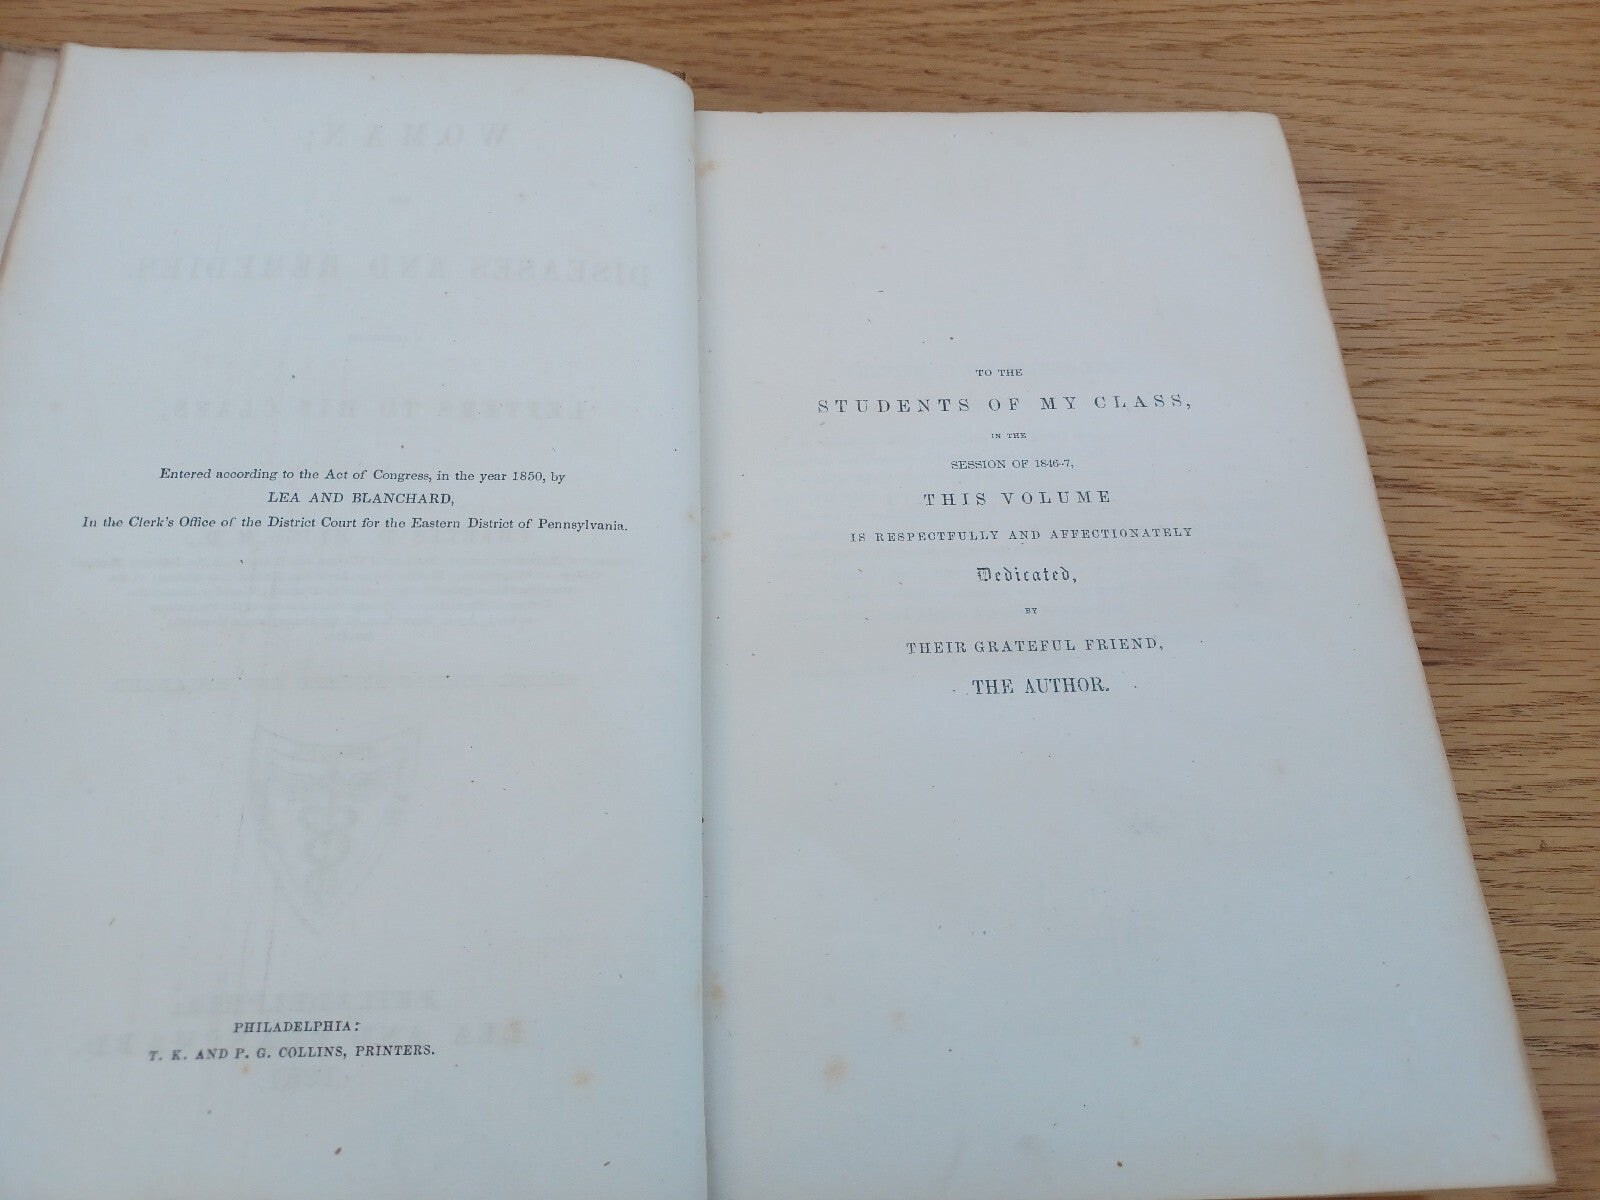 Entered according to the Act of Congress, in the year 1850, by
LEA AND BLANCHARD,
In the Clerk's Office of the District Court for the Eastern District of Pennsylvania.
PHILADELPHIA:
T. K. AND P. G. COLLINS, PRINTERS.
TO THE
STUDENTS OF MY CLASS,
IN THE
SESSION OF 1846-7,
THIS VOLUME
IS RESPECTFULLY AND AFFECTIONATELY
Dedicated,
BY
THEIR GRATEFUL FRIEND,
THE AUTHOR.